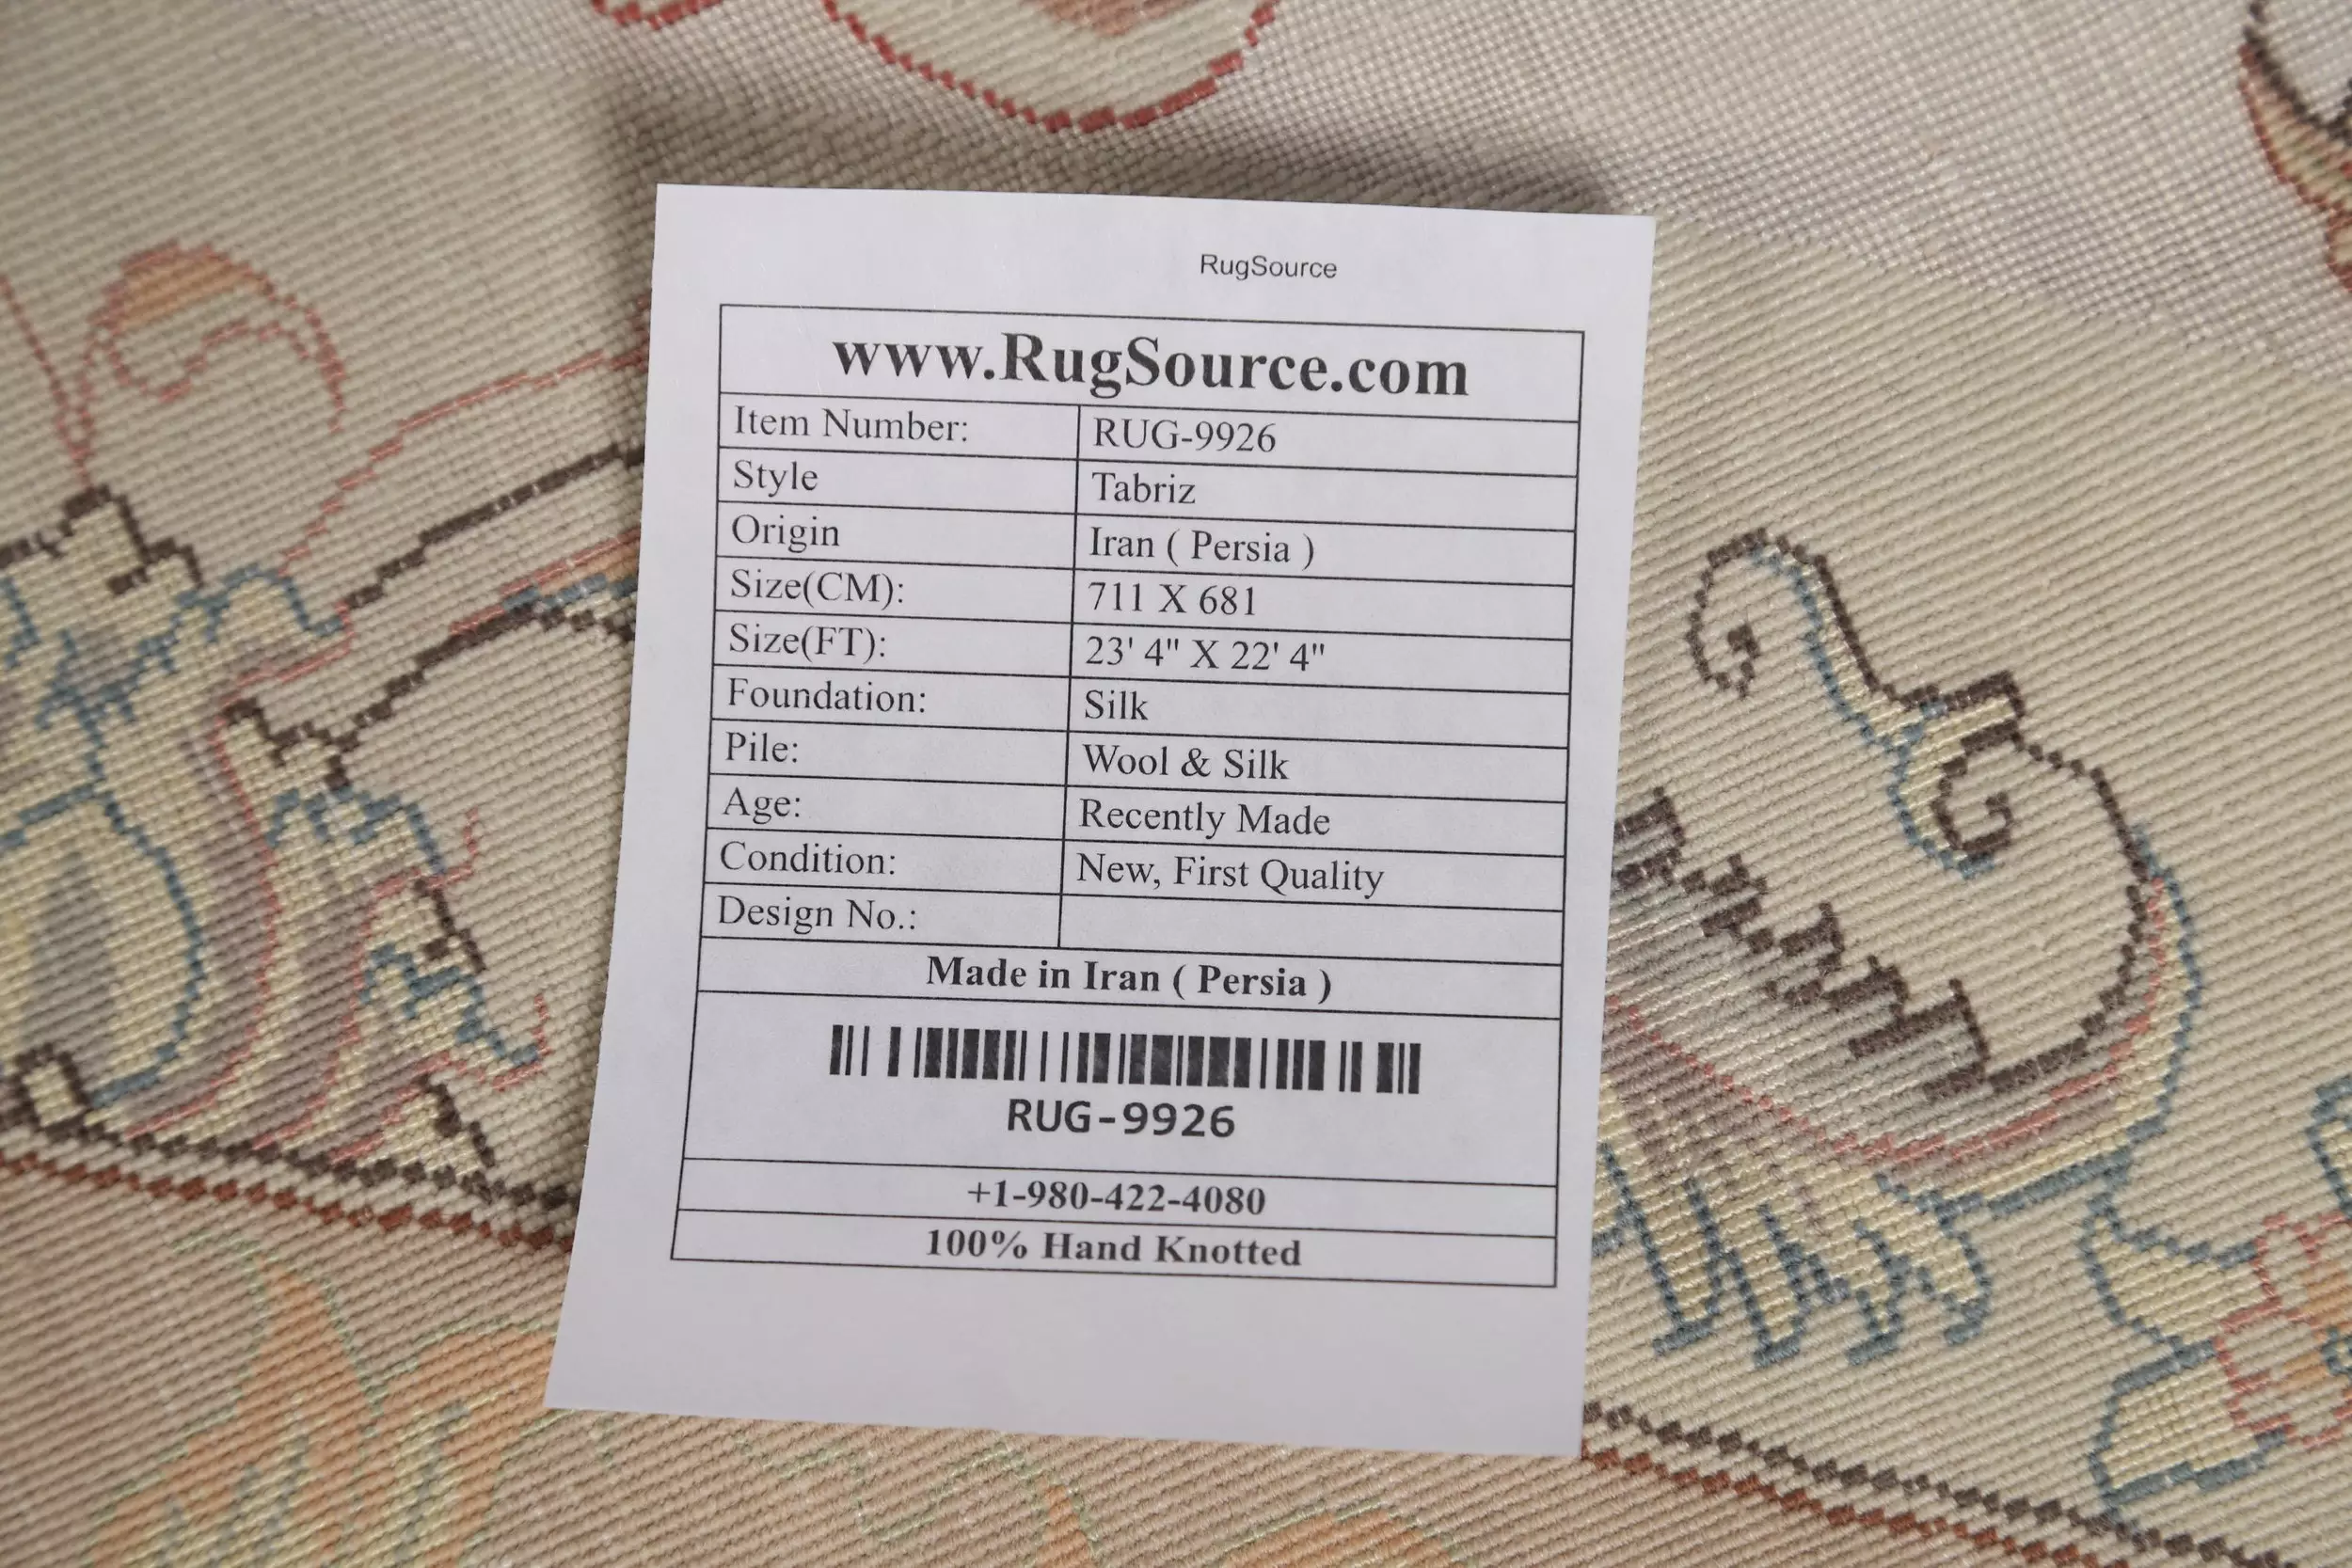 RugSource
www.RugSource.com
Item Number: RUG-9926
Style Tabriz
Origin Iran ( Persia )
Size(CM): 711 X 681
Size(FT): 23' 4" X 22' 4"
Foundation: Silk
Pile: Wool & Silk
Age: Recently Made
Condition: New, First Quality
Design No.:
Made in Iran ( Persia )
RUG-9926
+1-980-422-4080
100% Hand Knotted